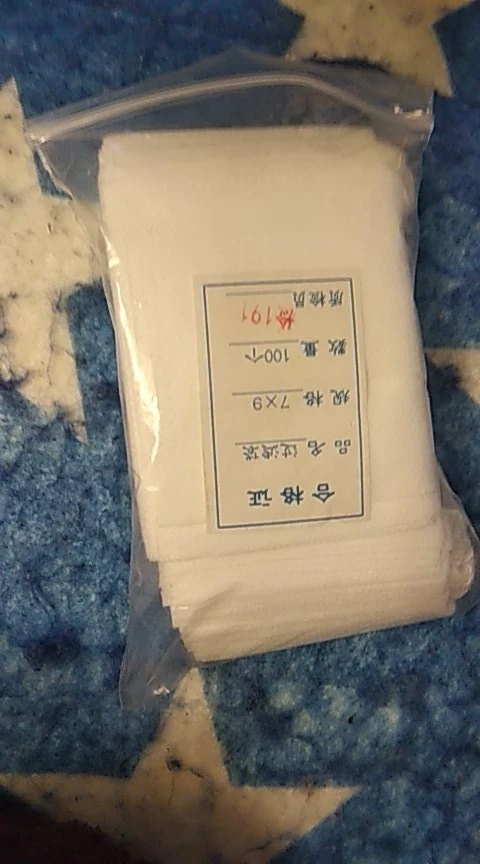 合格证
品名 过滤袋
规格 7×9
数量 100个
质检员 检191